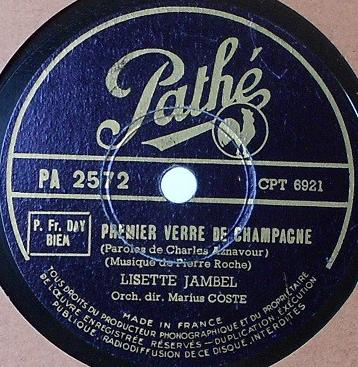 Pathé
PA 2572
CPT 6921
P. Fr. DAY
BIEM
PREMIER VERRE DE CHAMPAGNE
(Paroles de Charles Aznavour)
(Musique de Pierre Roche)
LISETTE JAMBEL
Orch. dir. Marius COSTE
MADE IN FRANCE
TOUS DROITS DU PRODUCTEUR PHONOGRAPHIQUE ET DU PROPRIÉTAIRE
DE L'ŒUVRE ENREGISTRÉE RÉSERVÉS - DUPLICATION, EXÉCUTION
PUBLIQUE, RADIODIFFUSION DE CE DISQUE, INTERDITES